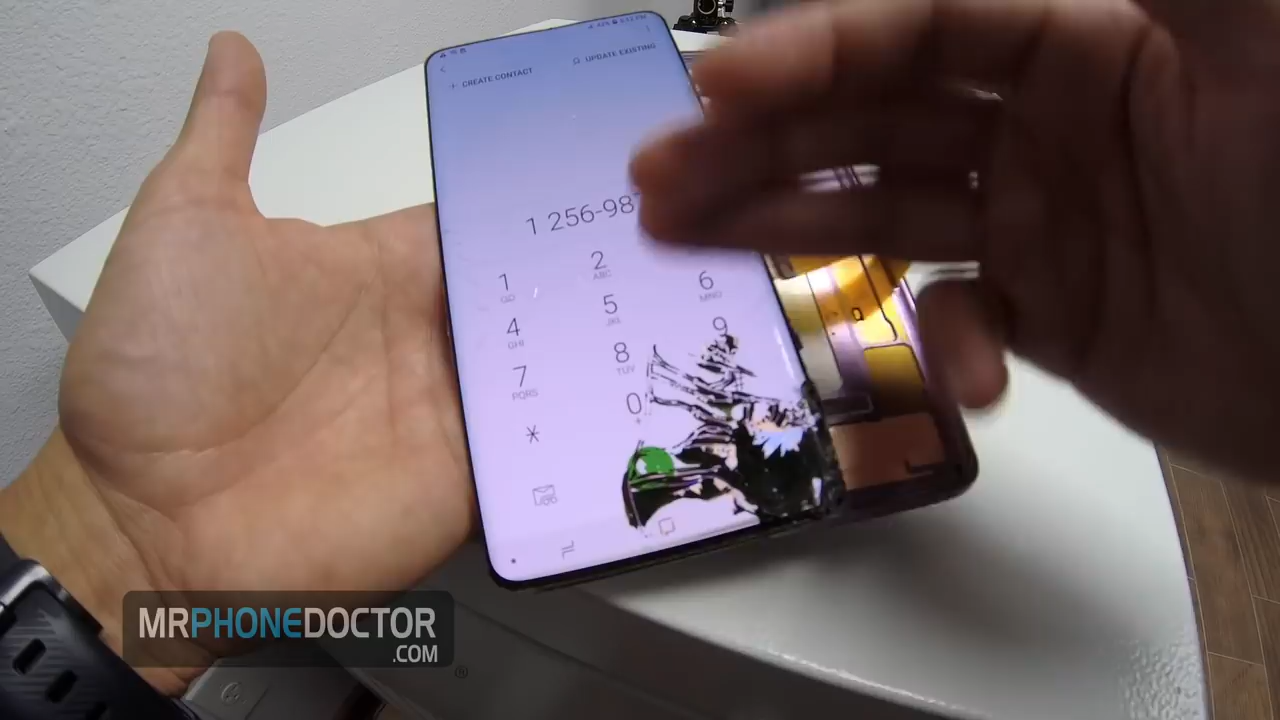 + CREATE CONTACT
UPDATE EXISTING
1 256-98
1
2 ABC
4 GHI
5 JKL
6 MNO
7 PQRS
8 TUV
9
*
0
+
MRPHONEDOCTOR
.COM
®